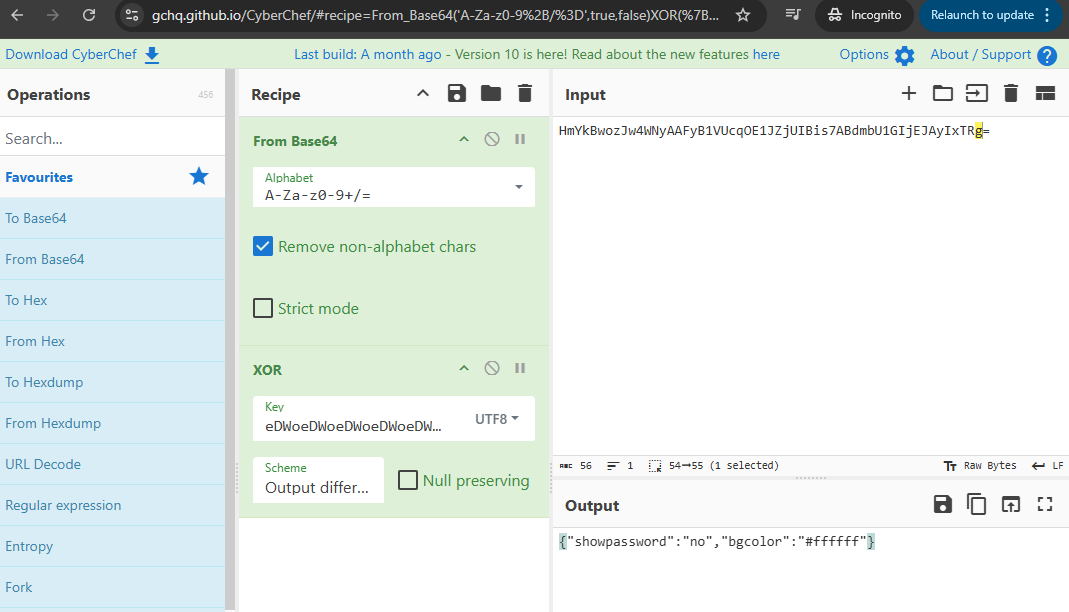 gchq.github.io/CyberChef/#recipe=From_Base64('A-Za-z0-9%2B/%3D',true,false)XOR(%7B...
Incognito
Relaunch to update
Download CyberChef
Last build: A month ago - Version 10 is here! Read about the new features here
Options
About / Support
Operations
456
Recipe
Input
Search...
Favourites
To Base64
From Base64
To Hex
From Hex
To Hexdump
From Hexdump
URL Decode
Regular expression
Entropy
Fork
From Base64
Alphabet
A-Za-z0-9+/=
Remove non-alphabet chars
Strict mode
XOR
Key
eDWoeDWoeDWoeDWoeDW...
UTF8
Scheme
Output differ...
Null preserving
HmYkBwozJw4WNyAAFyB1VUcqOE1JZjUIBis7ABdmbU1GIjEJAyIxTRg=
ABC 56
1
54→55 (1 selected)
Raw Bytes
LF
Output
{"showpassword":"no","bgcolor":"#ffffff"}